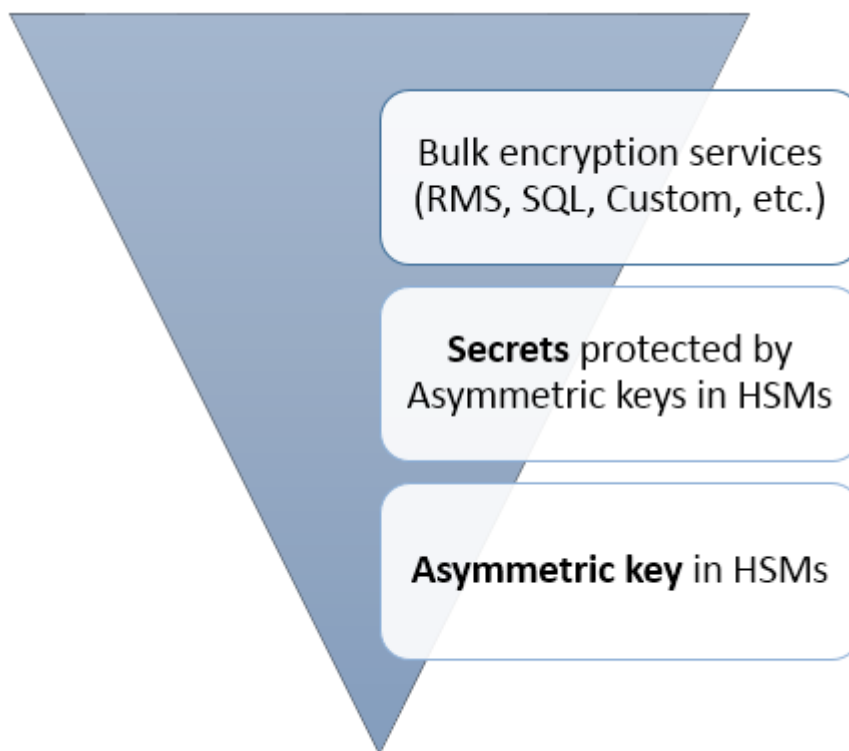 Bulk encryption services
(RMS, SQL, Custom, etc.)
Secrets protected by
Asymmetric keys in HSMs
Asymmetric key in HSMs